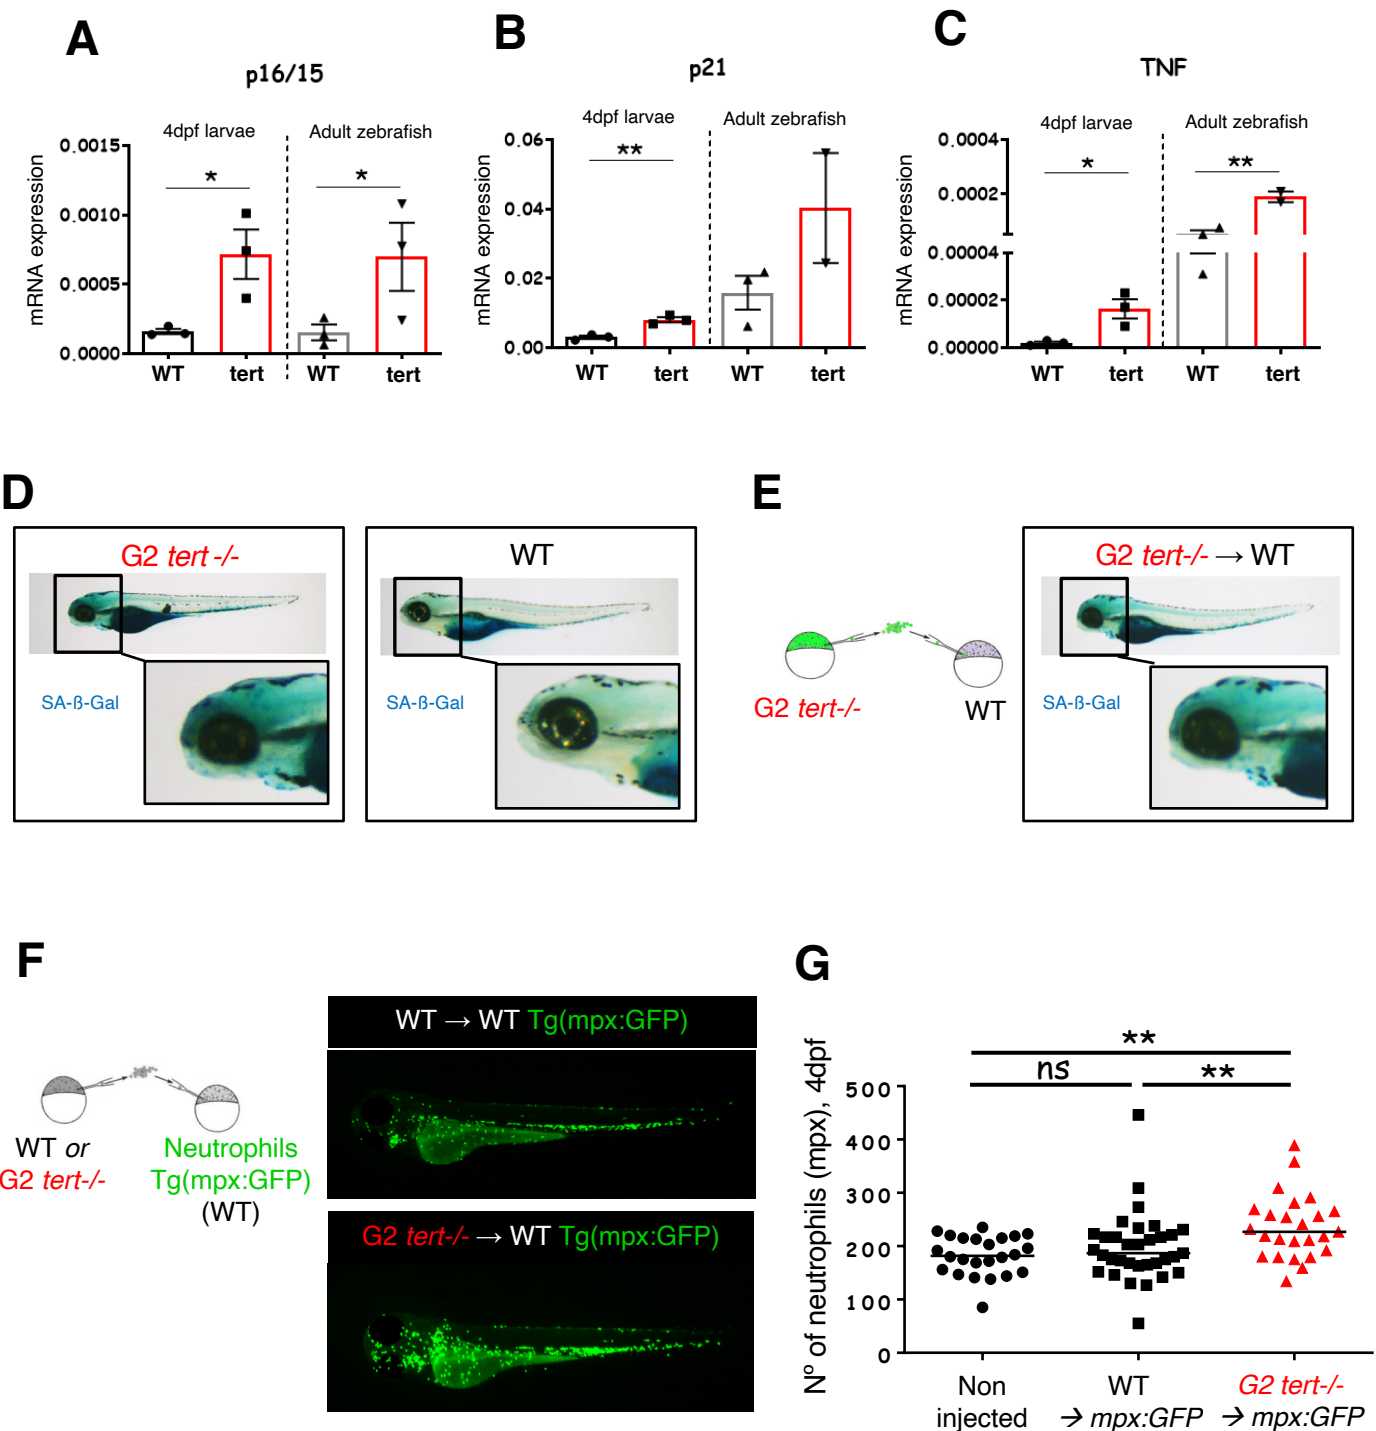 A
p16/15
4dpf larvae
Adult zebrafish
mRNA expression
0.0015
0.0010
0.0005
0.0000
*
*
WT
tert
WT
tert
B
p21
4dpf larvae
Adult zebrafish
mRNA expression
0.06
0.04
0.02
0.00
**
WT
tert
WT
tert
C
TNF
4dpf larvae
Adult zebrafish
mRNA expression
0.0004
0.0002
0.00004
0.00002
0.00000
*
**
WT
tert
WT
tert
D
G2 tert -/-
SA-ß-Gal
WT
SA-ß-Gal
E
G2 tert-/-
WT
G2 tert-/- → WT
SA-ß-Gal
F
WT or
G2 tert-/-
Neutrophils
Tg(mpx:GFP)
(WT)
WT → WT Tg(mpx:GFP)
G2 tert-/- → WT Tg(mpx:GFP)
G
Nº of neutrophils (mpx), 4dpf
500
400
300
200
100
0
**
ns
**
Non
injected
WT
→ mpx:GFP
G2 tert-/-
→ mpx:GFP